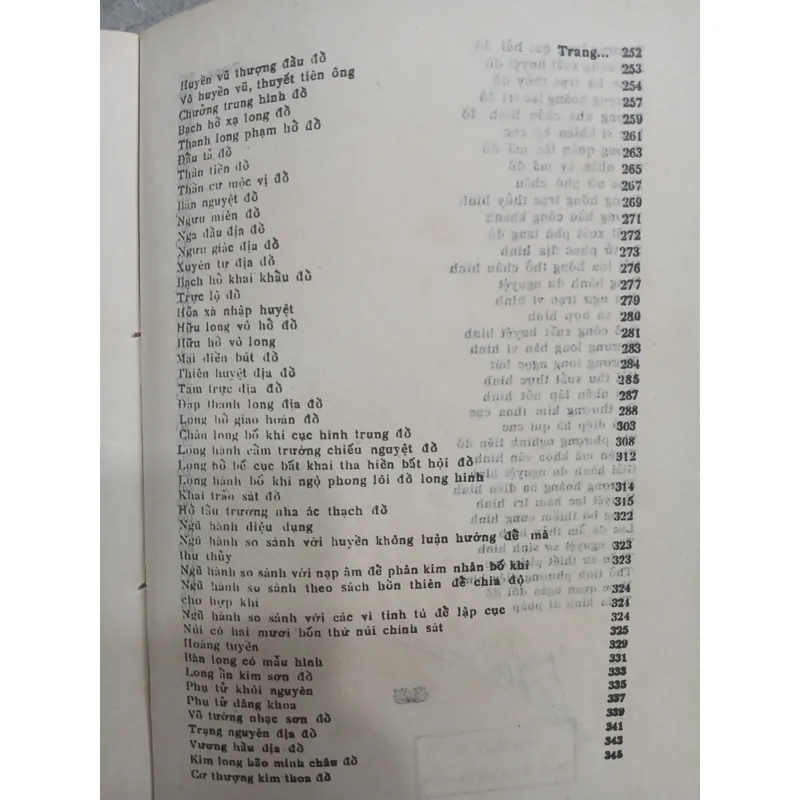 Trang... 252
Huyền vũ thượng đầu đồ 253
Vô huyền vũ, thuyết tiên ông 254
Chưởng trung hình đồ 257
Bạch hổ xạ long đồ 259
Thanh long phạm hổ đồ 261
Đầu tả đồ 263
Thân tiền đồ 265
Thân cư mộc vị đồ 267
Bán nguyệt đồ 269
Ngưu miên đồ 271
Nga đầu địa đồ 272
Ngưu giác địa đồ 273
Xuyên tự địa đồ 276
Bạch hổ khai khẩu đồ 277
Trực lộ đồ 279
Hỏa xà nhập huyệt 280
Hữu long vô hổ đồ 281
Hữu hổ vô long 283
Mại điền bút đồ 284
Thiên huyệt địa đồ 285
Tam trực địa đồ 287
Đạp thanh long địa đồ 288
Long hổ giao hoán đồ 303
Chân long bố khí cục hình trung đồ 308
Long hành cầm trường chiếu nguyệt đồ 312
Long hổ bế cục bất khai tha hiền bất hội đồ
Long hành bố khí ngộ phong lôi đồ long hình 314
Khai trảo sát đồ 315
Hổ tẩu trương nha ác thạch đồ 322
Ngũ hành diệu dụng
Ngũ hành so sánh với huyền không luận hướng để mà
thu thủy 323
Ngũ hành so sánh với nạp âm để phân kim nhân bố khí 323
Ngũ hành so sánh theo sách hồn thiên để chia độ
cho hợp khí 324
Ngũ hành so sánh với các vì tinh tú để lập cục 324
Núi có hai mươi bốn thứ núi chính sát 324
Hoàng tuyền 325
Bàn long có mẫu hình 329
Long ẩn kim sơn đồ 331
Phụ tử khôi nguyên 333
Phụ tử đăng khoa 335
Võ tướng nhạc sơn đồ 337
Trạng nguyên địa đồ 339
Vương hầu địa đồ 341
Kim long bão minh châu đồ 343
Cơ thượng kim thoa đồ 345